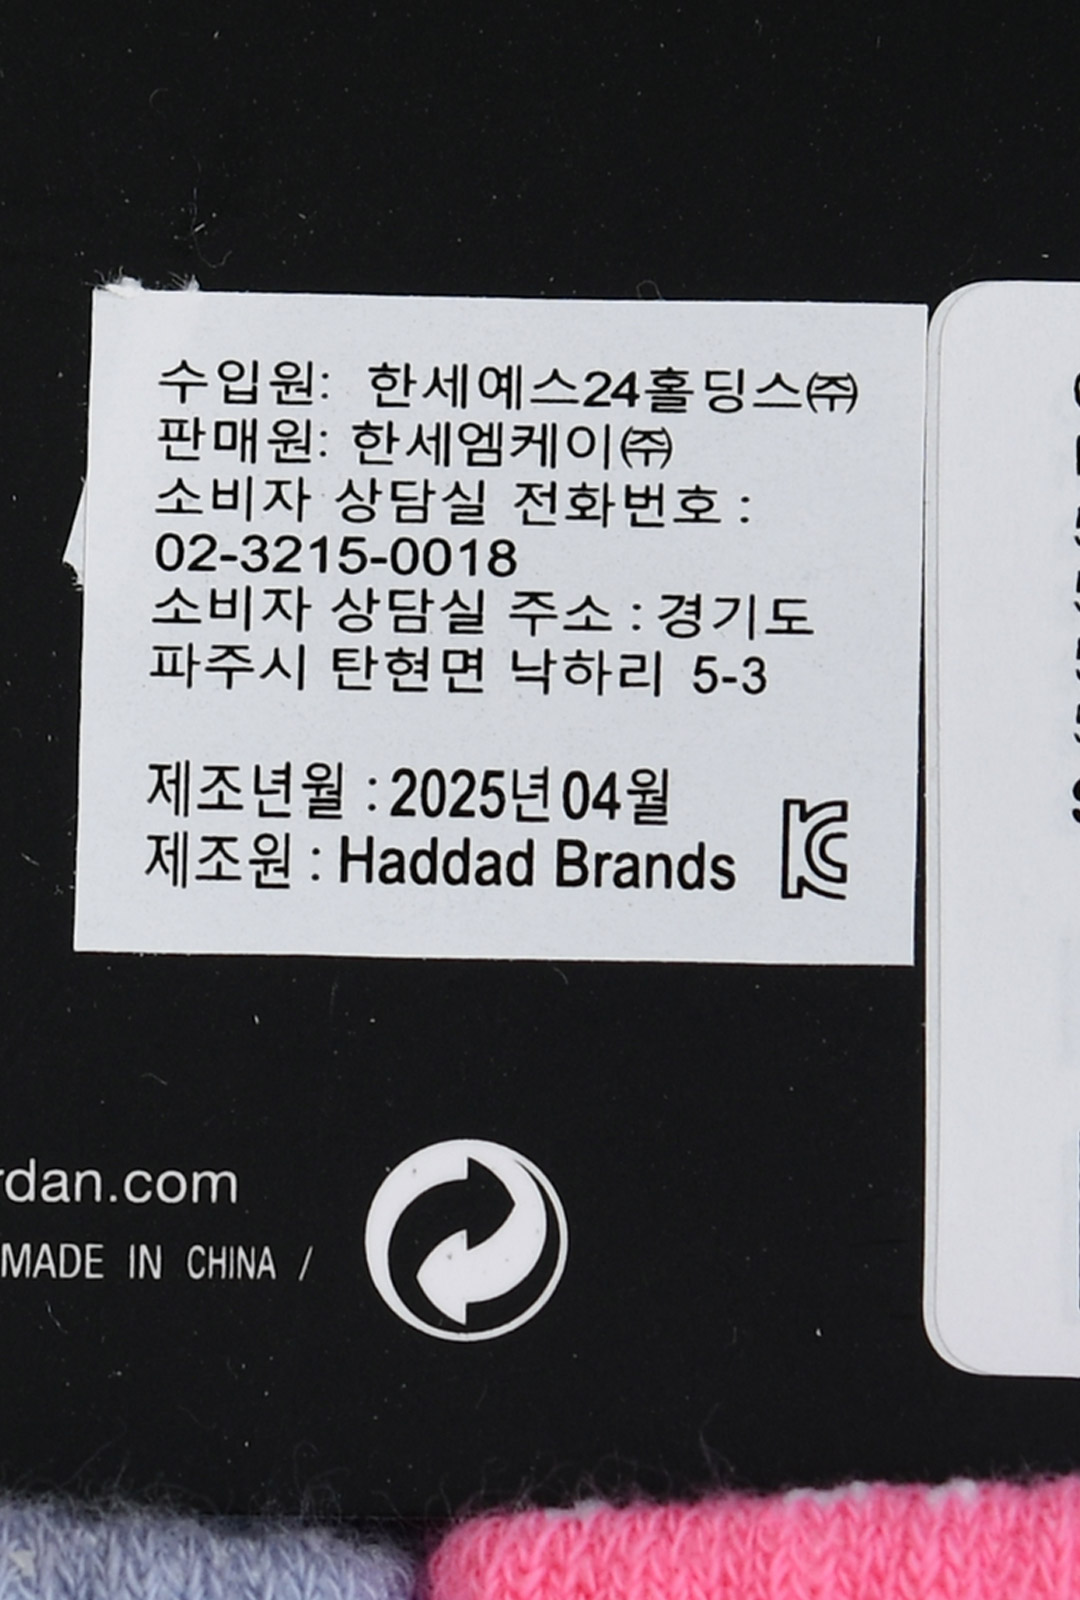 수입원: 한세예스24홀딩스㈜
판매원: 한세엠케이㈜
소비자 상담실 전화번호 :
02-3215-0018
소비자 상담실 주소 : 경기도
파주시 탄현면 낙하리 5-3
제조년월 : 2025년 04월
제조원 : Haddad Brands
rdan.com
MADE IN CHINA /